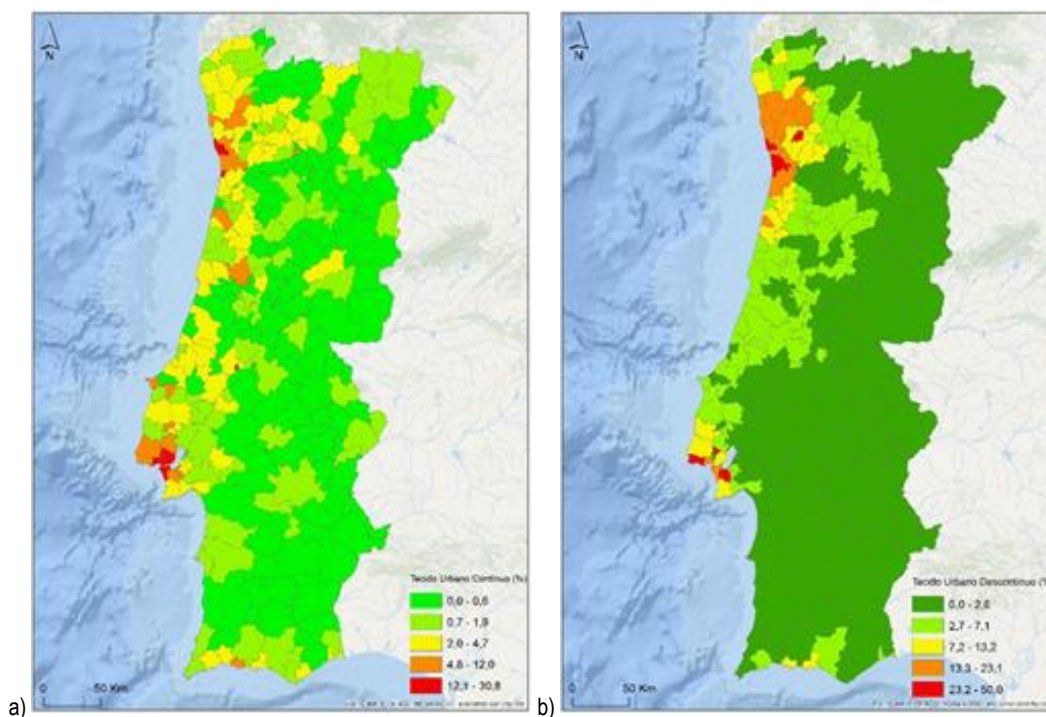 N
N
Tecido Urbano Contínuo (%)
0,0 - 0,6
0,7 - 1,9
2,0 - 4,7
4,8 - 12,0
12,1 - 30,8
0 50 Km
a)
Tecido Urbano Descontínuo (%
0,0 - 2,6
2,7 - 7,1
7,2 - 13,2
13,3 - 23,1
23,2 - 50,0
0 50 Km
b)